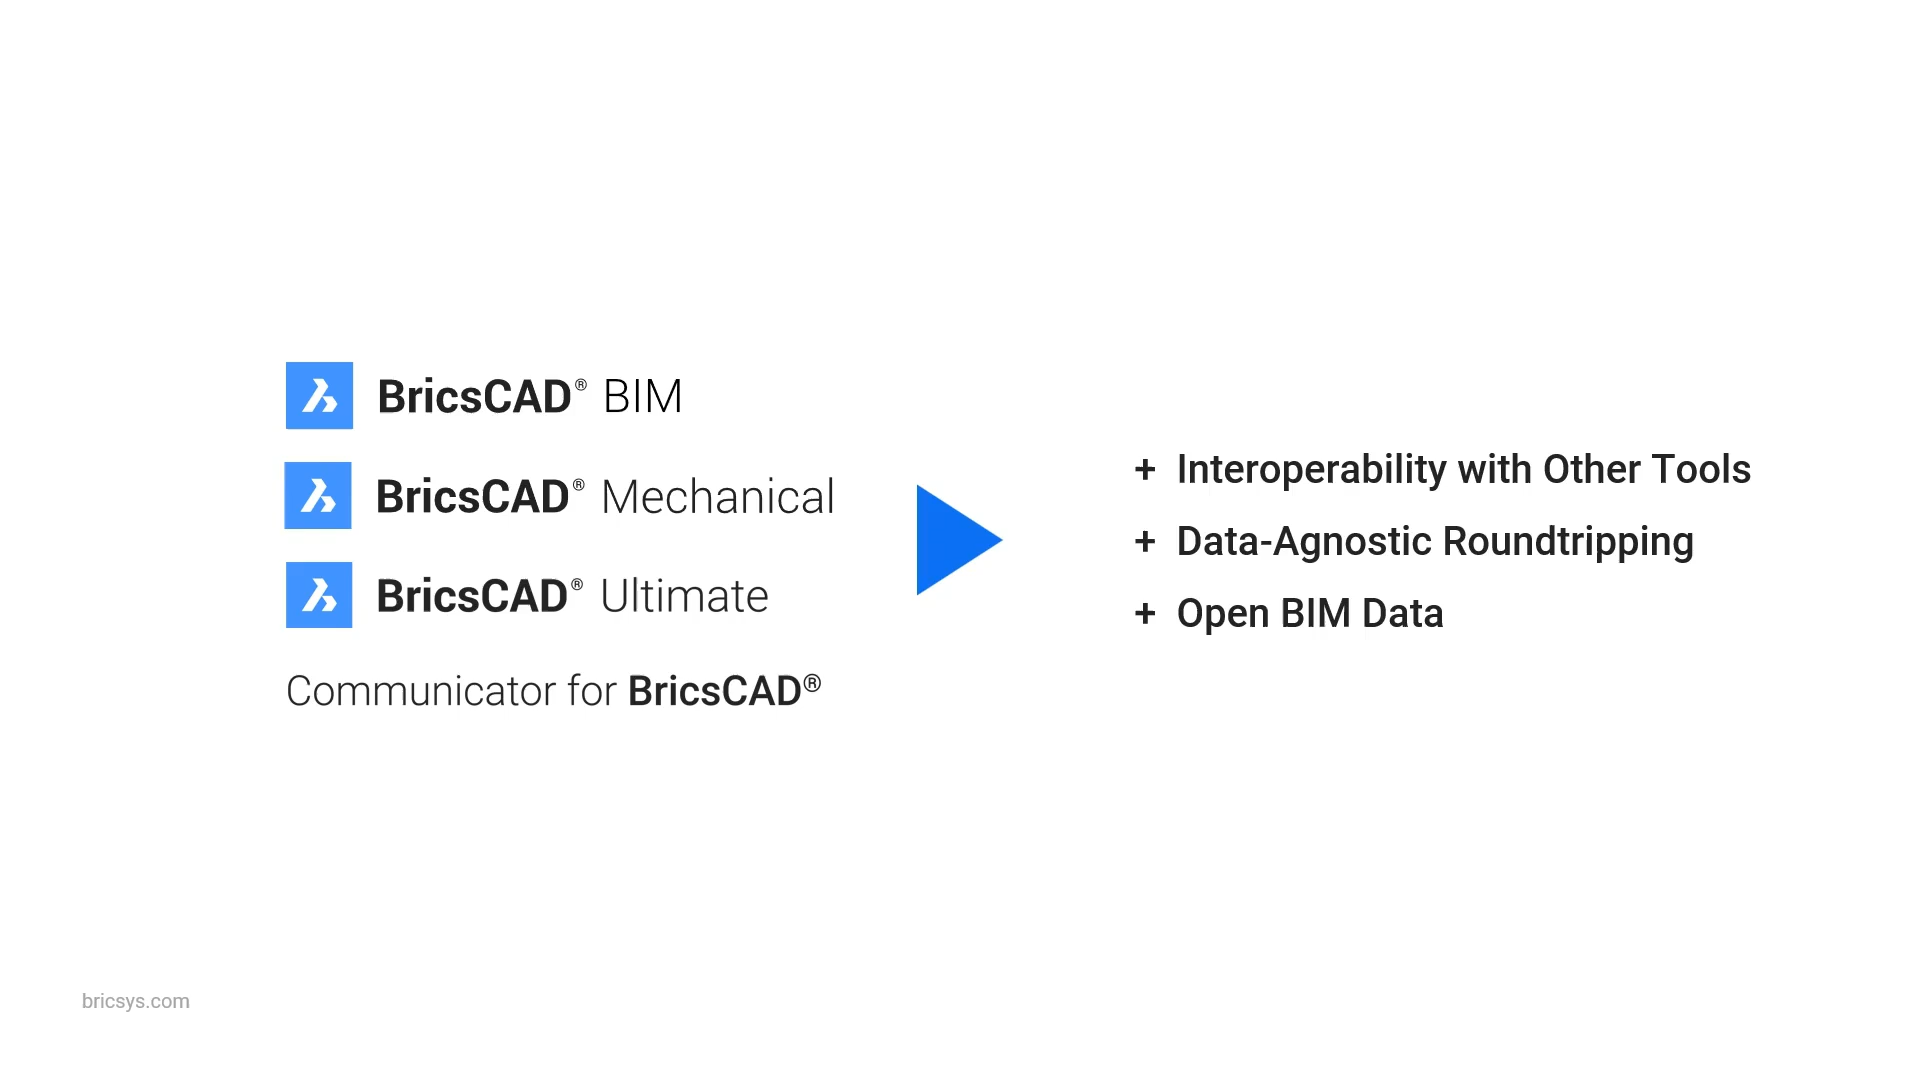 BricsCAD® BIM
BricsCAD® Mechanical
BricsCAD® Ultimate
Communicator for BricsCAD®
+ Interoperability with Other Tools
+ Data-Agnostic Roundtripping
+ Open BIM Data
bricsys.com